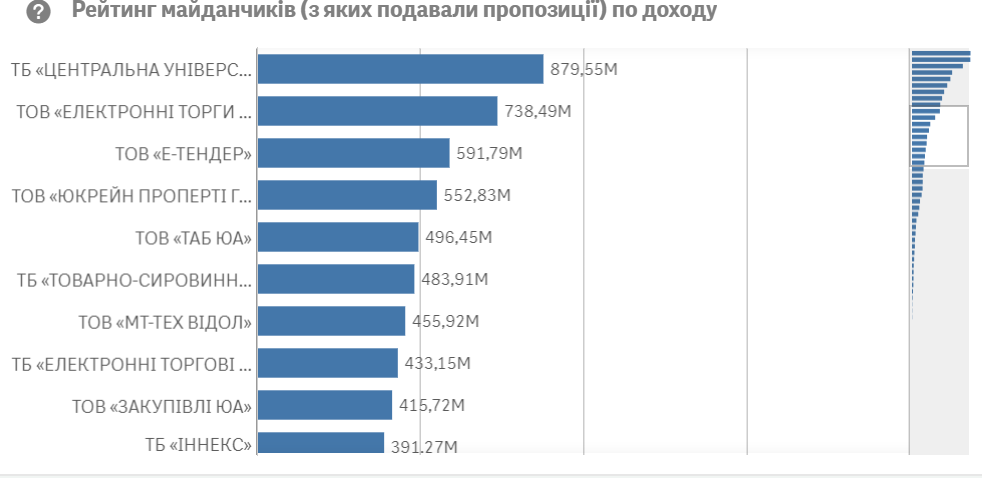 Рейтинг майданчиків (з яких подавали пропозиції) по доходу
ТБ «ЦЕНТРАЛЬНА УНІВЕРС... 879,55M
ТОВ «ЕЛЕКТРОННІ ТОРГИ ... 738,49M
ТОВ «Е-ТЕНДЕР» 591,79M
ТОВ «ЮКРЕЙН ПРОПЕРТІ Г... 552,83M
ТОВ «ТАБ ЮА» 496,45M
ТБ «ТОВАРНО-СИРОВИНН... 483,91M
ТОВ «МТ-ТЕХ ВІДОЛ» 455,92M
ТБ «ЕЛЕКТРОННІ ТОРГОВІ ... 433,15M
ТОВ «ЗАКУПІВЛІ ЮА» 415,72M
ТБ «ІННЕКС» 391,27M